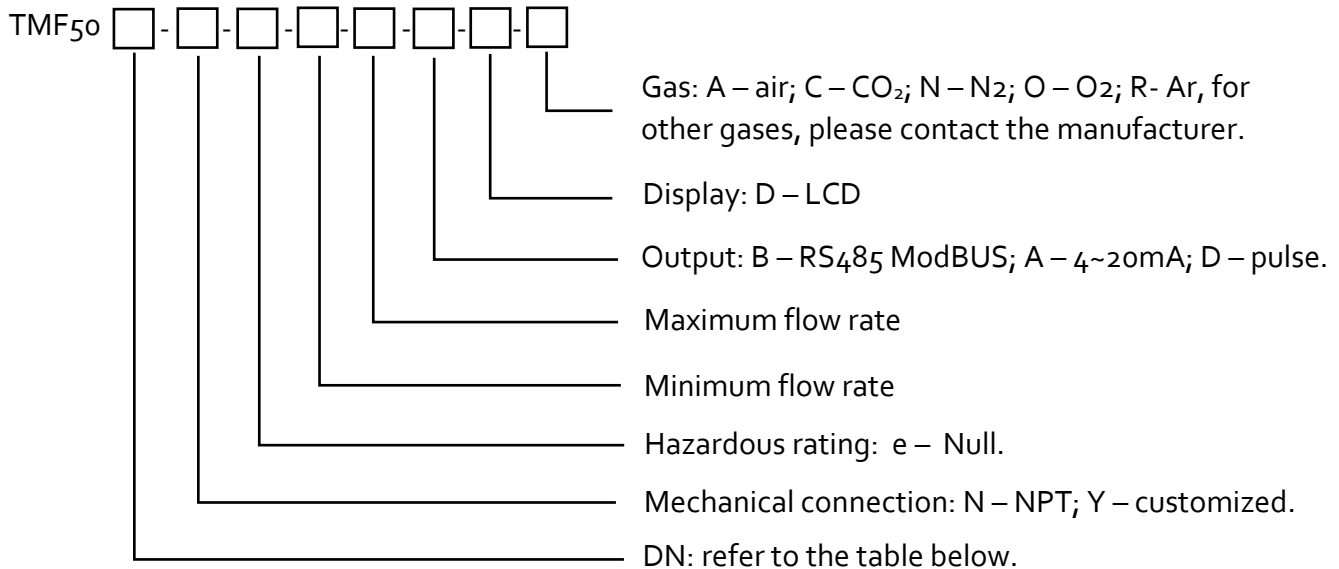 TMF50 - - - - - - -
Gas: A – air; C – CO₂; N – N2; O – O2; R- Ar, for
other gases, please contact the manufacturer.
Display: D – LCD
Output: B – RS485 ModBUS; A – 4~20mA; D – pulse.
Maximum flow rate
Minimum flow rate
Hazardous rating: e – Null.
Mechanical connection: N – NPT; Y – customized.
DN: refer to the table below.